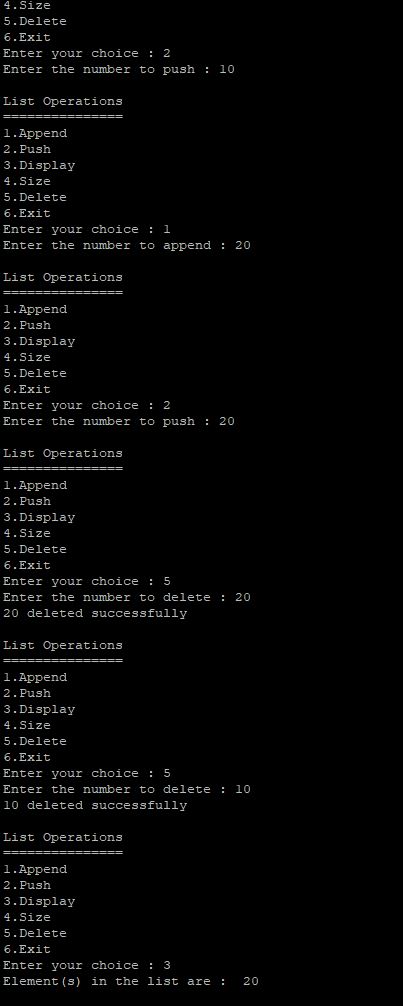 4.Size
5.Delete
6.Exit
Enter your choice : 2
Enter the number to push : 10
List Operations
===============
1.Append
2.Push
3.Display
4.Size
5.Delete
6.Exit
Enter your choice : 1
Enter the number to append : 20
List Operations
===============
1.Append
2.Push
3.Display
4.Size
5.Delete
6.Exit
Enter your choice : 2
Enter the number to push : 20
List Operations
===============
1.Append
2.Push
3.Display
4.Size
5.Delete
6.Exit
Enter your choice : 5
Enter the number to delete : 20
20 deleted successfully
List Operations
===============
1.Append
2.Push
3.Display
4.Size
5.Delete
6.Exit
Enter your choice : 5
Enter the number to delete : 10
10 deleted successfully
List Operations
===============
1.Append
2.Push
3.Display
4.Size
5.Delete
6.Exit
Enter your choice : 3
Element(s) in the list are :  20